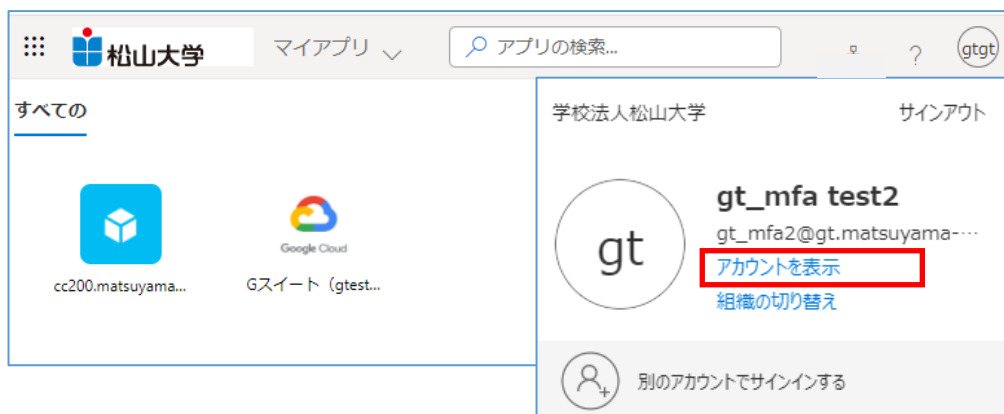 松山大学
マイアプリ
アプリの検索...
?
gtgt
すべての
cc200.matsuyama...
Google Cloud
Gスイート（gtest...
学校法人松山大学
サインアウト
gt
gt_mfa test2
gt_mfa2@gt.matsuyama-…
アカウントを表示
組織の切り替え
別のアカウントでサインインする